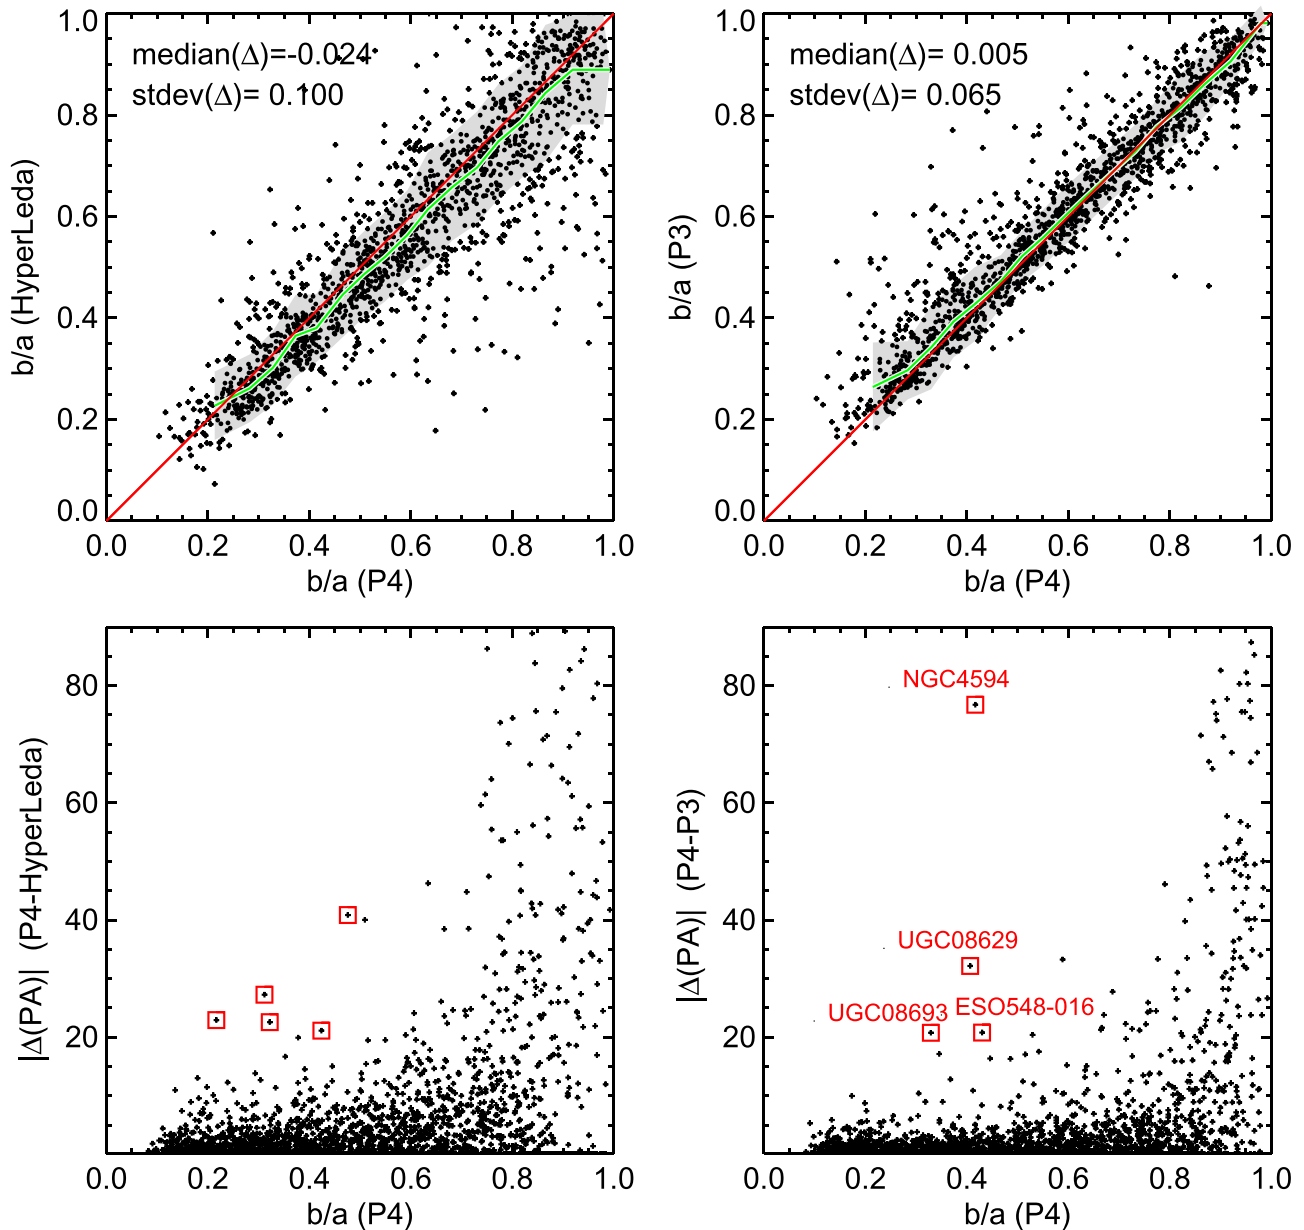 median(Δ)=-0.024
stdev(Δ)= 0.100
1.0
0.8
0.6
0.4
0.2
0.0
b/a (HyperLeda)
0.0 0.2 0.4 0.6 0.8 1.0
b/a (P4)
median(Δ)= 0.005
stdev(Δ)= 0.065
1.0
0.8
0.6
0.4
0.2
0.0
b/a (P3)
0.0 0.2 0.4 0.6 0.8 1.0
b/a (P4)
80
60
40
20
|Δ(PA)| (P4-HyperLeda)
0.0 0.2 0.4 0.6 0.8 1.0
b/a (P4)
80
60
40
20
|Δ(PA)| (P4-P3)
NGC4594
UGC08629
UGC08693 ESO548-016
0.0 0.2 0.4 0.6 0.8 1.0
b/a (P4)